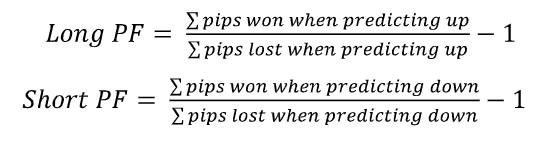 Long PF = ∑ pips won when predicting up / ∑ pips lost when predicting up − 1
Short PF = ∑ pips won when predicting down / ∑ pips lost when predicting down − 1